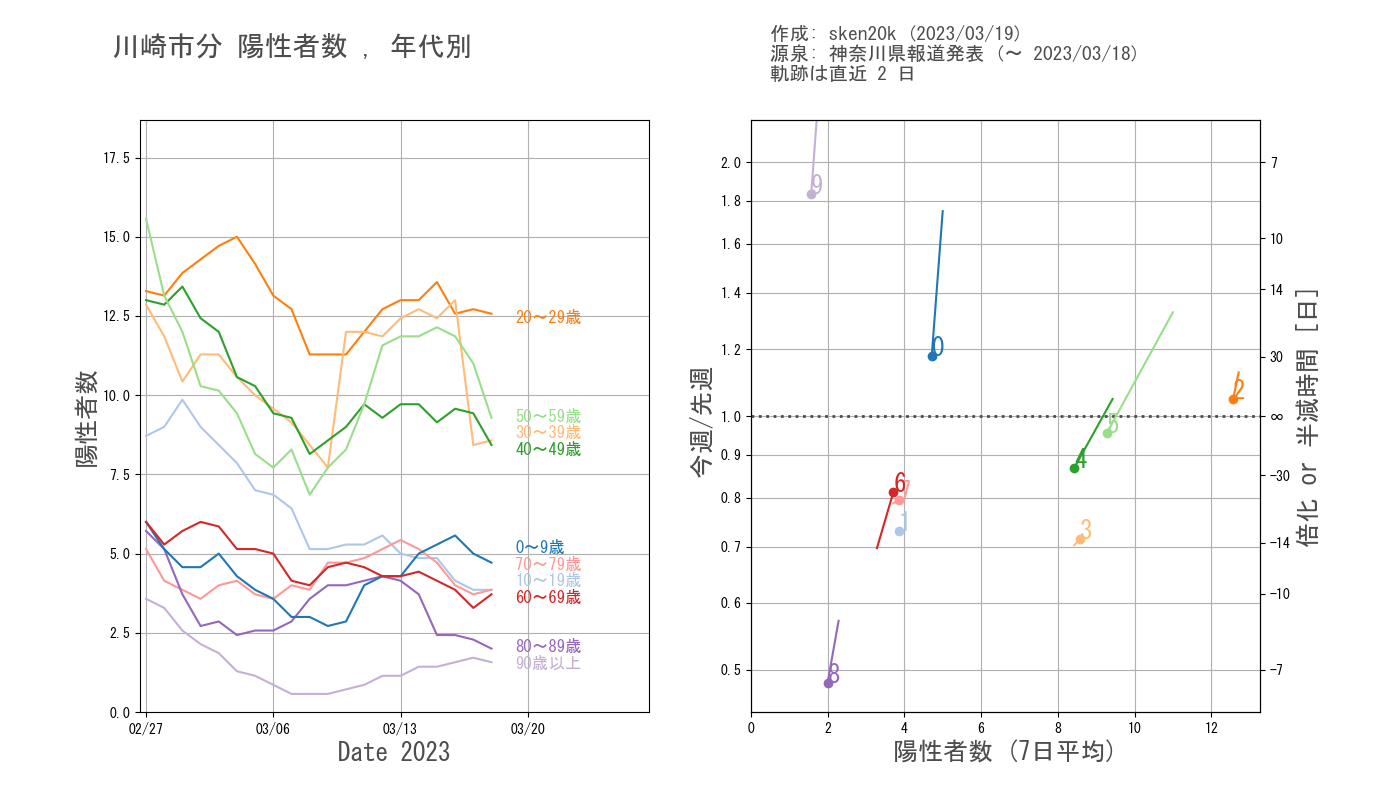 川崎市分 陽性者数 , 年代別
作成: sken20k (2023/03/19)
源泉: 神奈川県報道発表 (〜 2023/03/18)
軌跡は直近 2 日
陽性者数
17.5
15.0
12.5
10.0
7.5
5.0
2.5
0.0
02/27
03/06
03/13
03/20
Date 2023
20〜29歳
50〜59歳
30〜39歳
40〜49歳
0〜9歳
70〜79歳
10〜19歳
60〜69歳
80〜89歳
90歳以上
今週/先週
2.0
1.8
1.6
1.4
1.2
1.0
0.9
0.8
0.7
0.6
0.5
0
2
4
6
8
10
12
陽性者数 (7日平均)
9
0
2
5
4
6
7
1
3
8
7
10
14
30
∞
−30
−14
−10
−7
倍化 or 半減時間 [日]